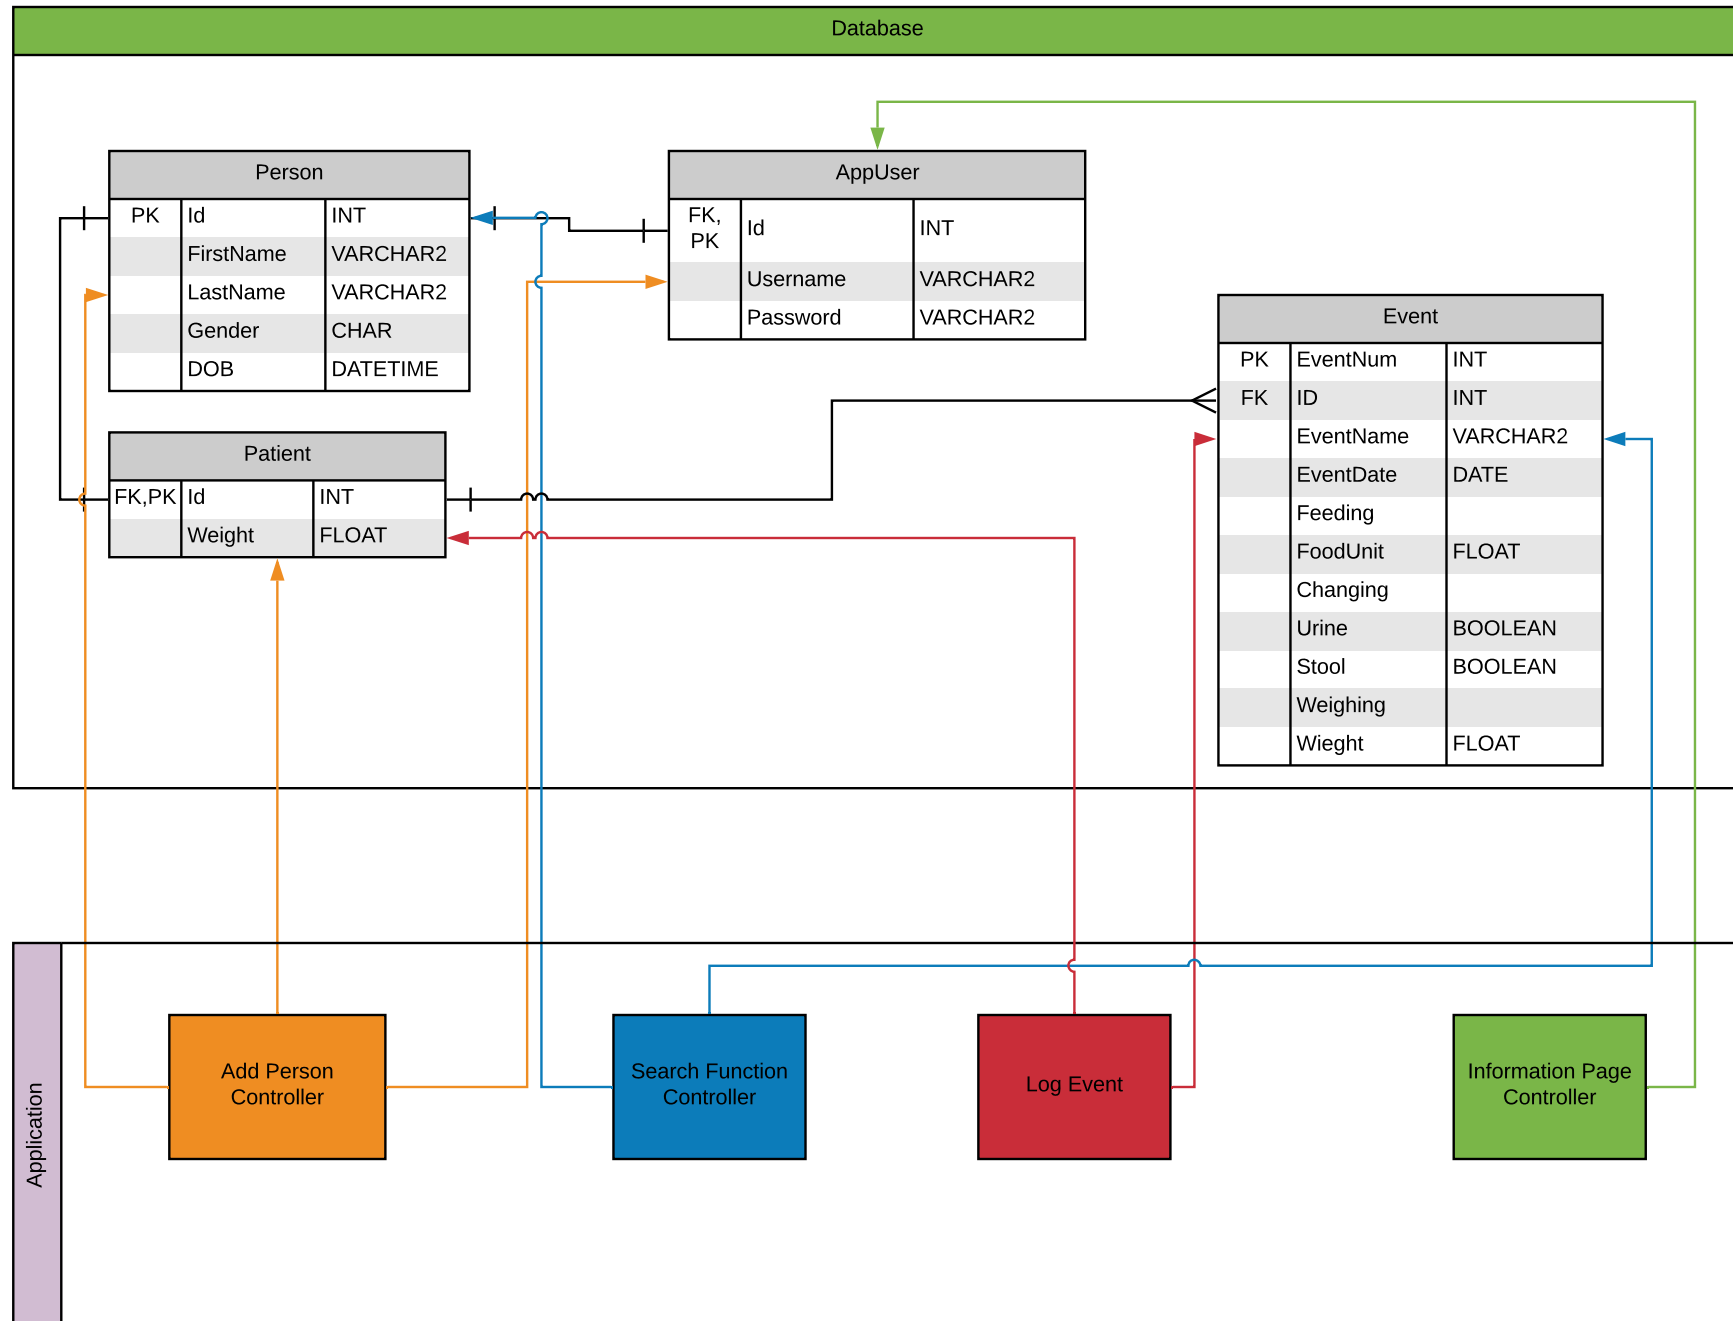 Database
Person
PK Id INT
FirstName VARCHAR2
LastName VARCHAR2
Gender CHAR
DOB DATETIME
AppUser
FK,
PK Id INT
Username VARCHAR2
Password VARCHAR2
Event
PK EventNum INT
FK ID INT
EventName VARCHAR2
EventDate DATE
Feeding
FoodUnit FLOAT
Changing
Urine BOOLEAN
Stool BOOLEAN
Weighing
Wieght FLOAT
Patient
FK,PK Id INT
Weight FLOAT
Application
Add Person
Controller
Search Function
Controller
Log Event
Information Page
Controller